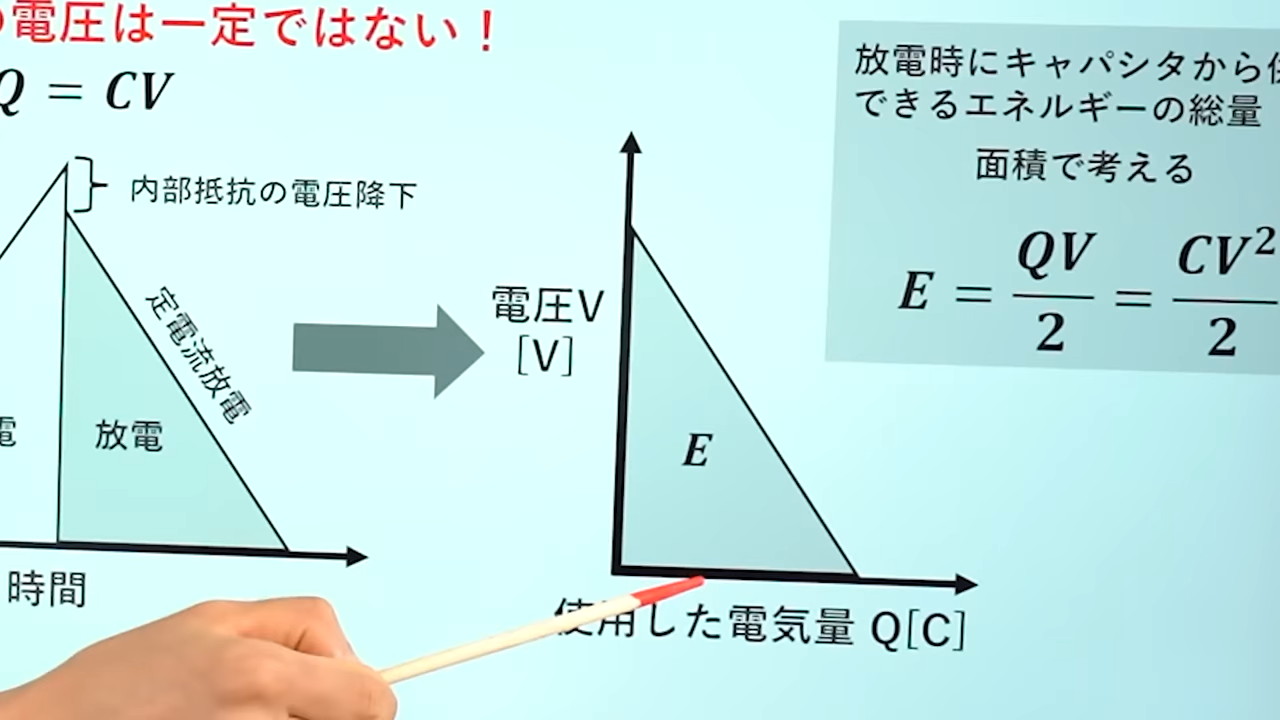 の電圧は一定ではない！
Q = CV
内部抵抗の電圧降下
定電流放電
放電
電
時間
電圧V
[V]
E
使用した電気量 Q[C]
放電時にキャパシタから
できるエネルギーの総量
面積で考える
E = QV/2 = CV²/2